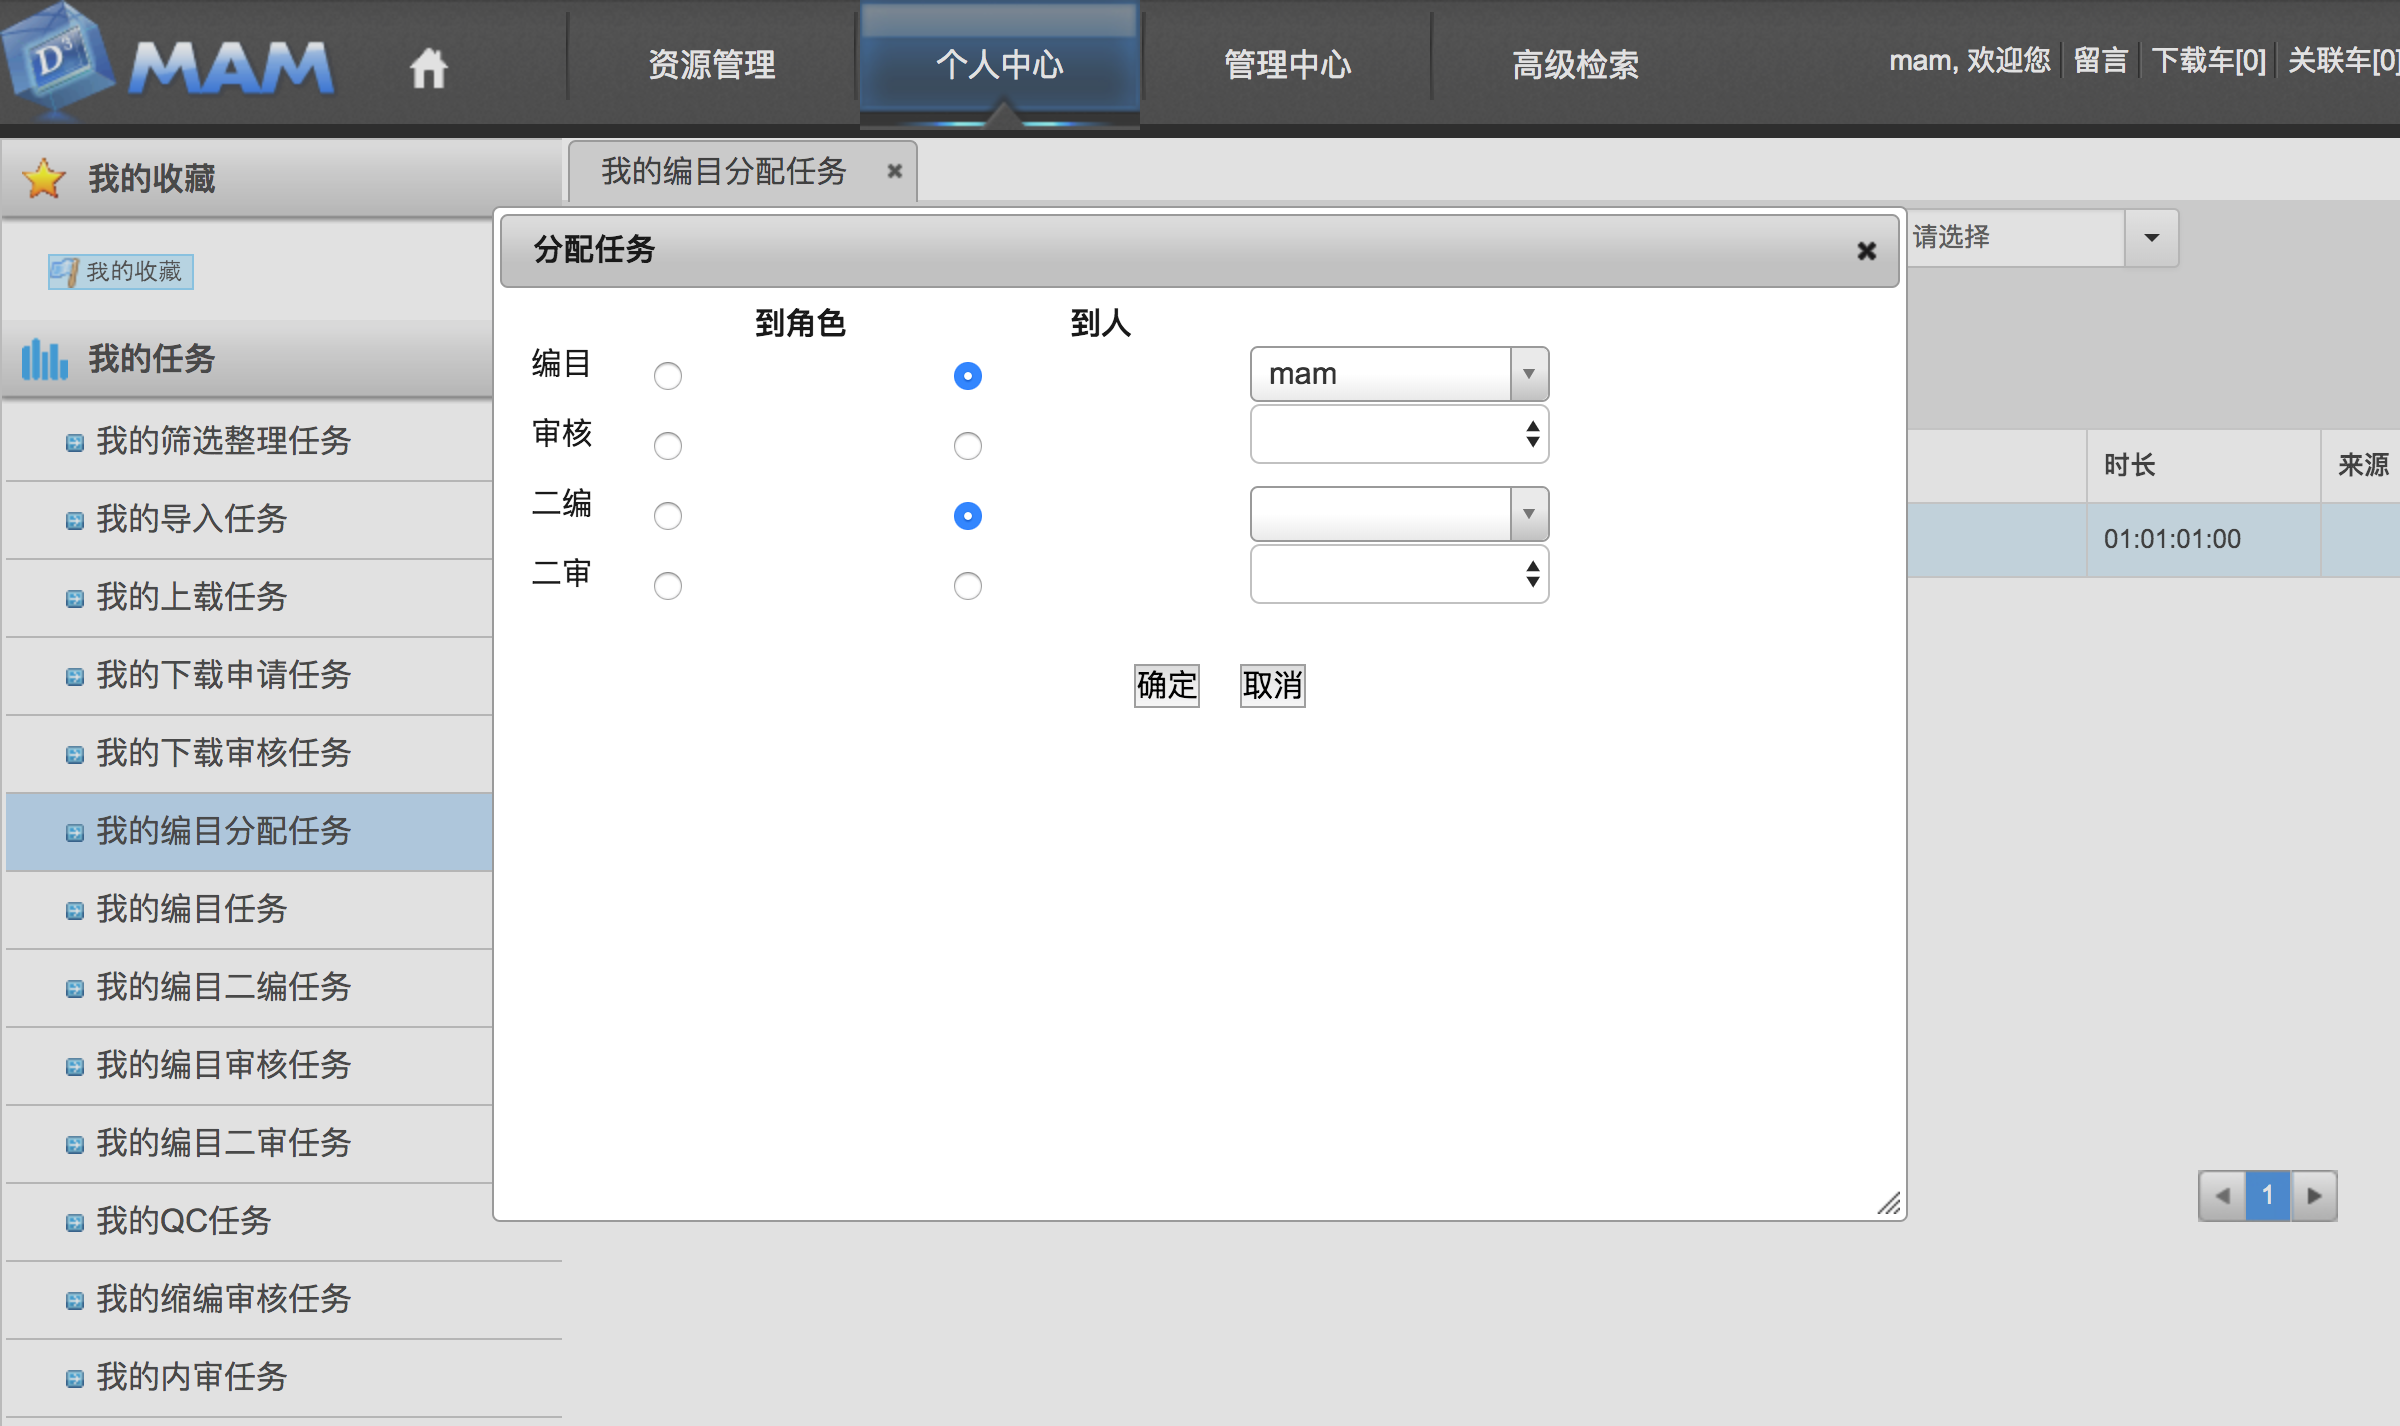 D3 MAM
资源管理
个人中心
管理中心
高级检索
mam, 欢迎您 留言 下载车[0] 关联车[0]
我的收藏
我的收藏
我的任务
我的筛选整理任务
我的导入任务
我的上载任务
我的下载申请任务
我的下载审核任务
我的编目分配任务
我的编目任务
我的编目二编任务
我的编目审核任务
我的编目二审任务
我的QC任务
我的缩编审核任务
我的内审任务
我的编目分配任务
请选择
分配任务
到角色 到人
编目 mam
审核
二编
二审
确定 取消
时长 来源
01:01:01:00
1